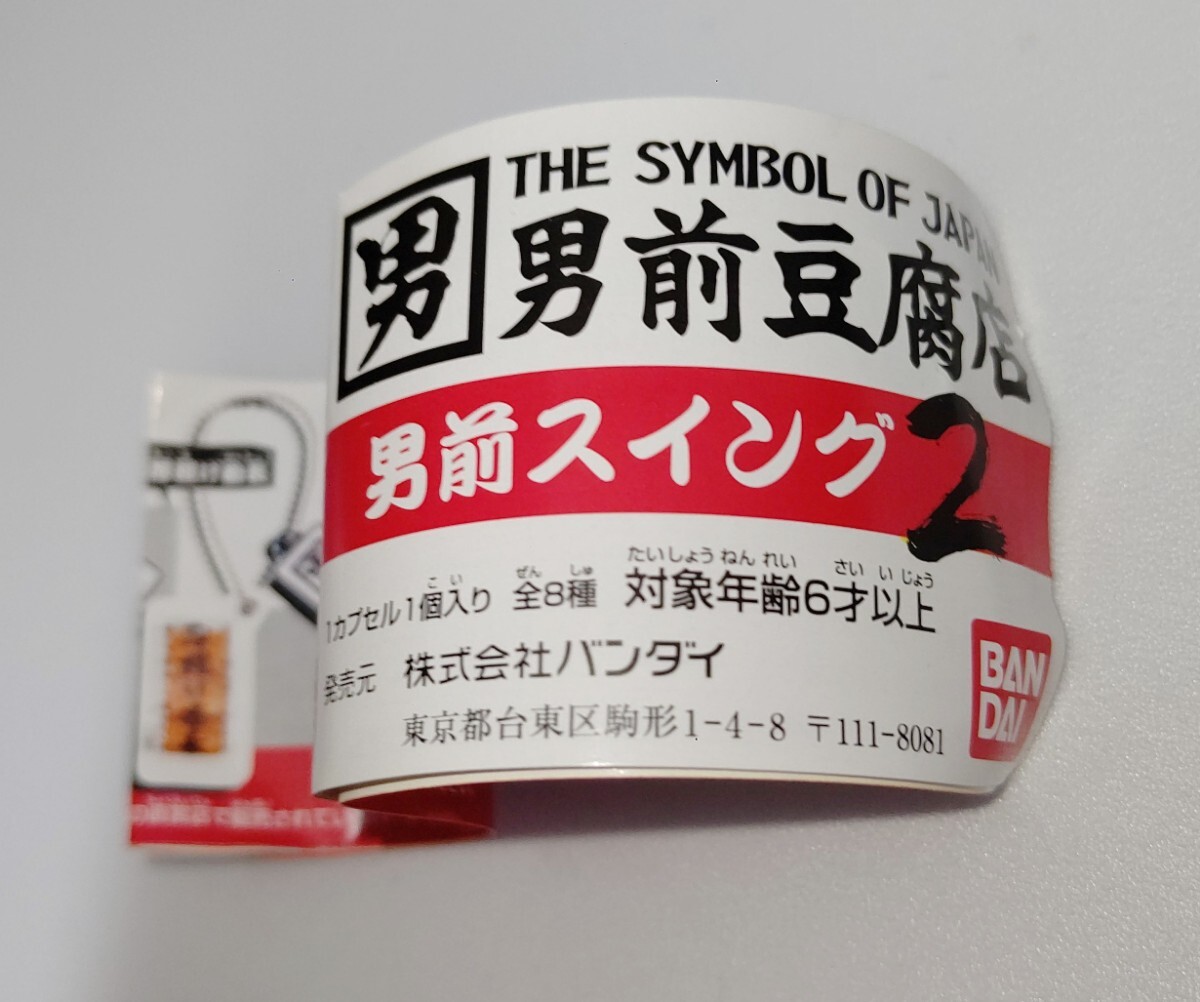 THE SYMBOL OF JAPAN
男 男前豆腐店
男前スイング2
1カプセル1個入り 全8種 対象年齢6才以上
こい ぜん しゅ たいしょう ねん れい さい い じょう
発売元 株式会社バンダイ
東京都台東区駒形1-4-8 〒111-8081
BAN
DAI